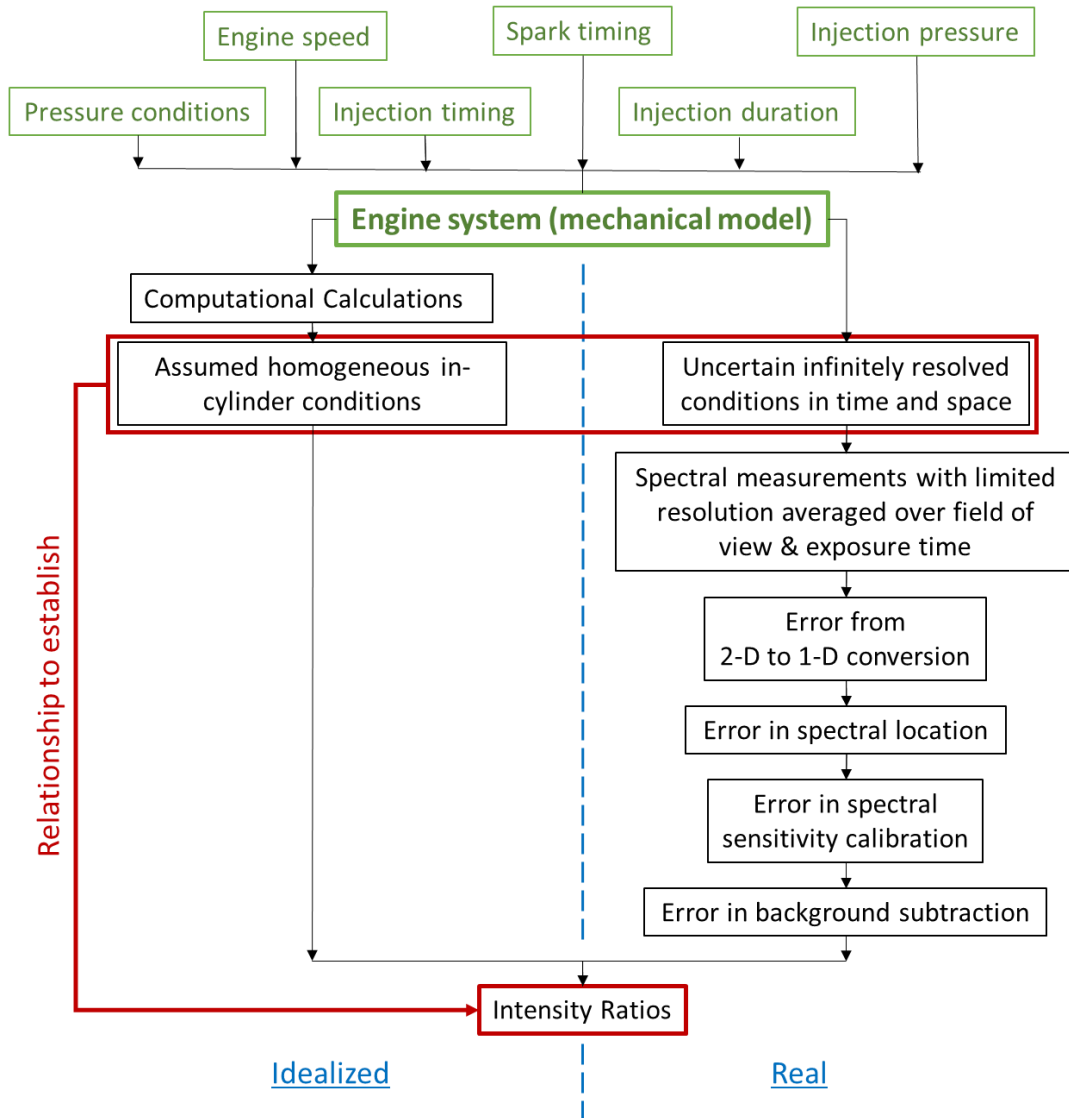 Engine speed
Spark timing
Injection pressure
Pressure conditions
Injection timing
Injection duration
Engine system (mechanical model)
Computational Calculations
Assumed homogeneous in-
cylinder conditions
Uncertain infinitely resolved
conditions in time and space
Spectral measurements with limited
resolution averaged over field of
view & exposure time
Error from
2-D to 1-D conversion
Error in spectral location
Error in spectral
sensitivity calibration
Error in background subtraction
Relationship to establish
Intensity Ratios
Idealized
Real